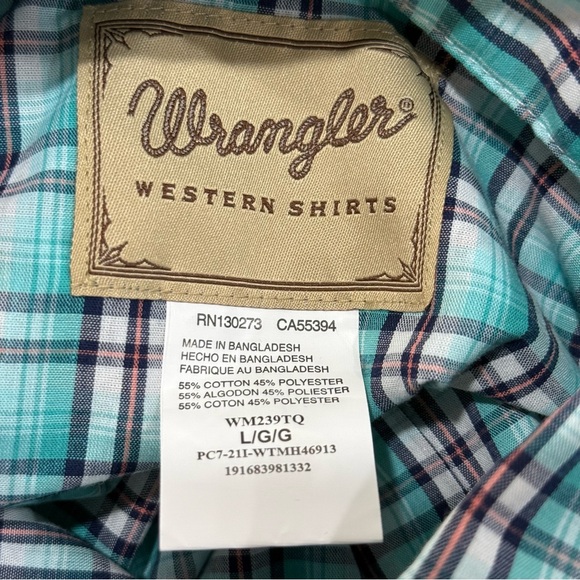 Wrangler®
WESTERN SHIRTS
RN130273 CA55394
MADE IN BANGLADESH
HECHO EN BANGLADESH
FABRIQUE AU BANGLADESH
55% COTTON 45% POLYESTER
55% ALGODON 45% POLIESTER
55% COTON 45% POLYESTER
WM239TQ
L/G/G
PC7-21I-WTMH46913
191683981332